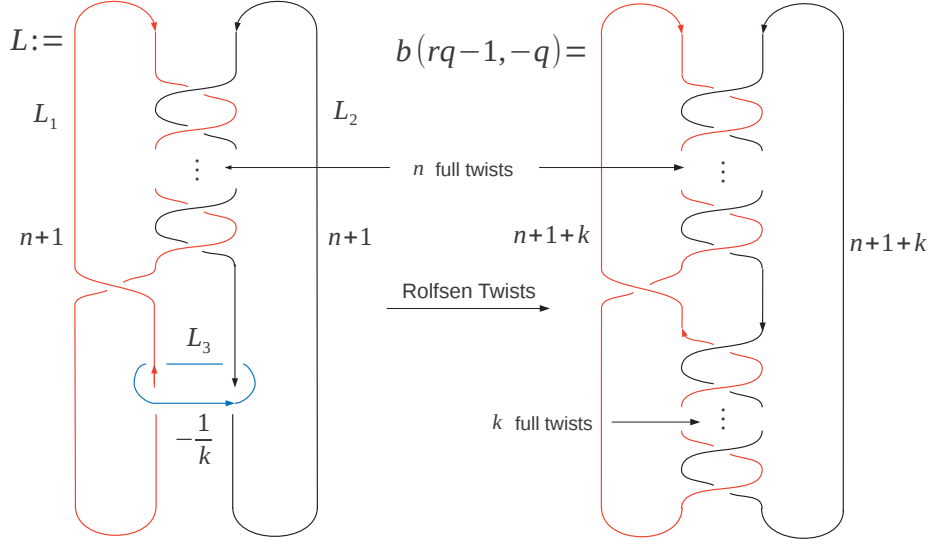 L:=
b(rq−1,−q)=
L₁
L₂
⋮
n full twists
⋮
n+1
n+1
n+1+k
n+1+k
Rolfsen Twists
L₃
−1/k
k full twists
⋮